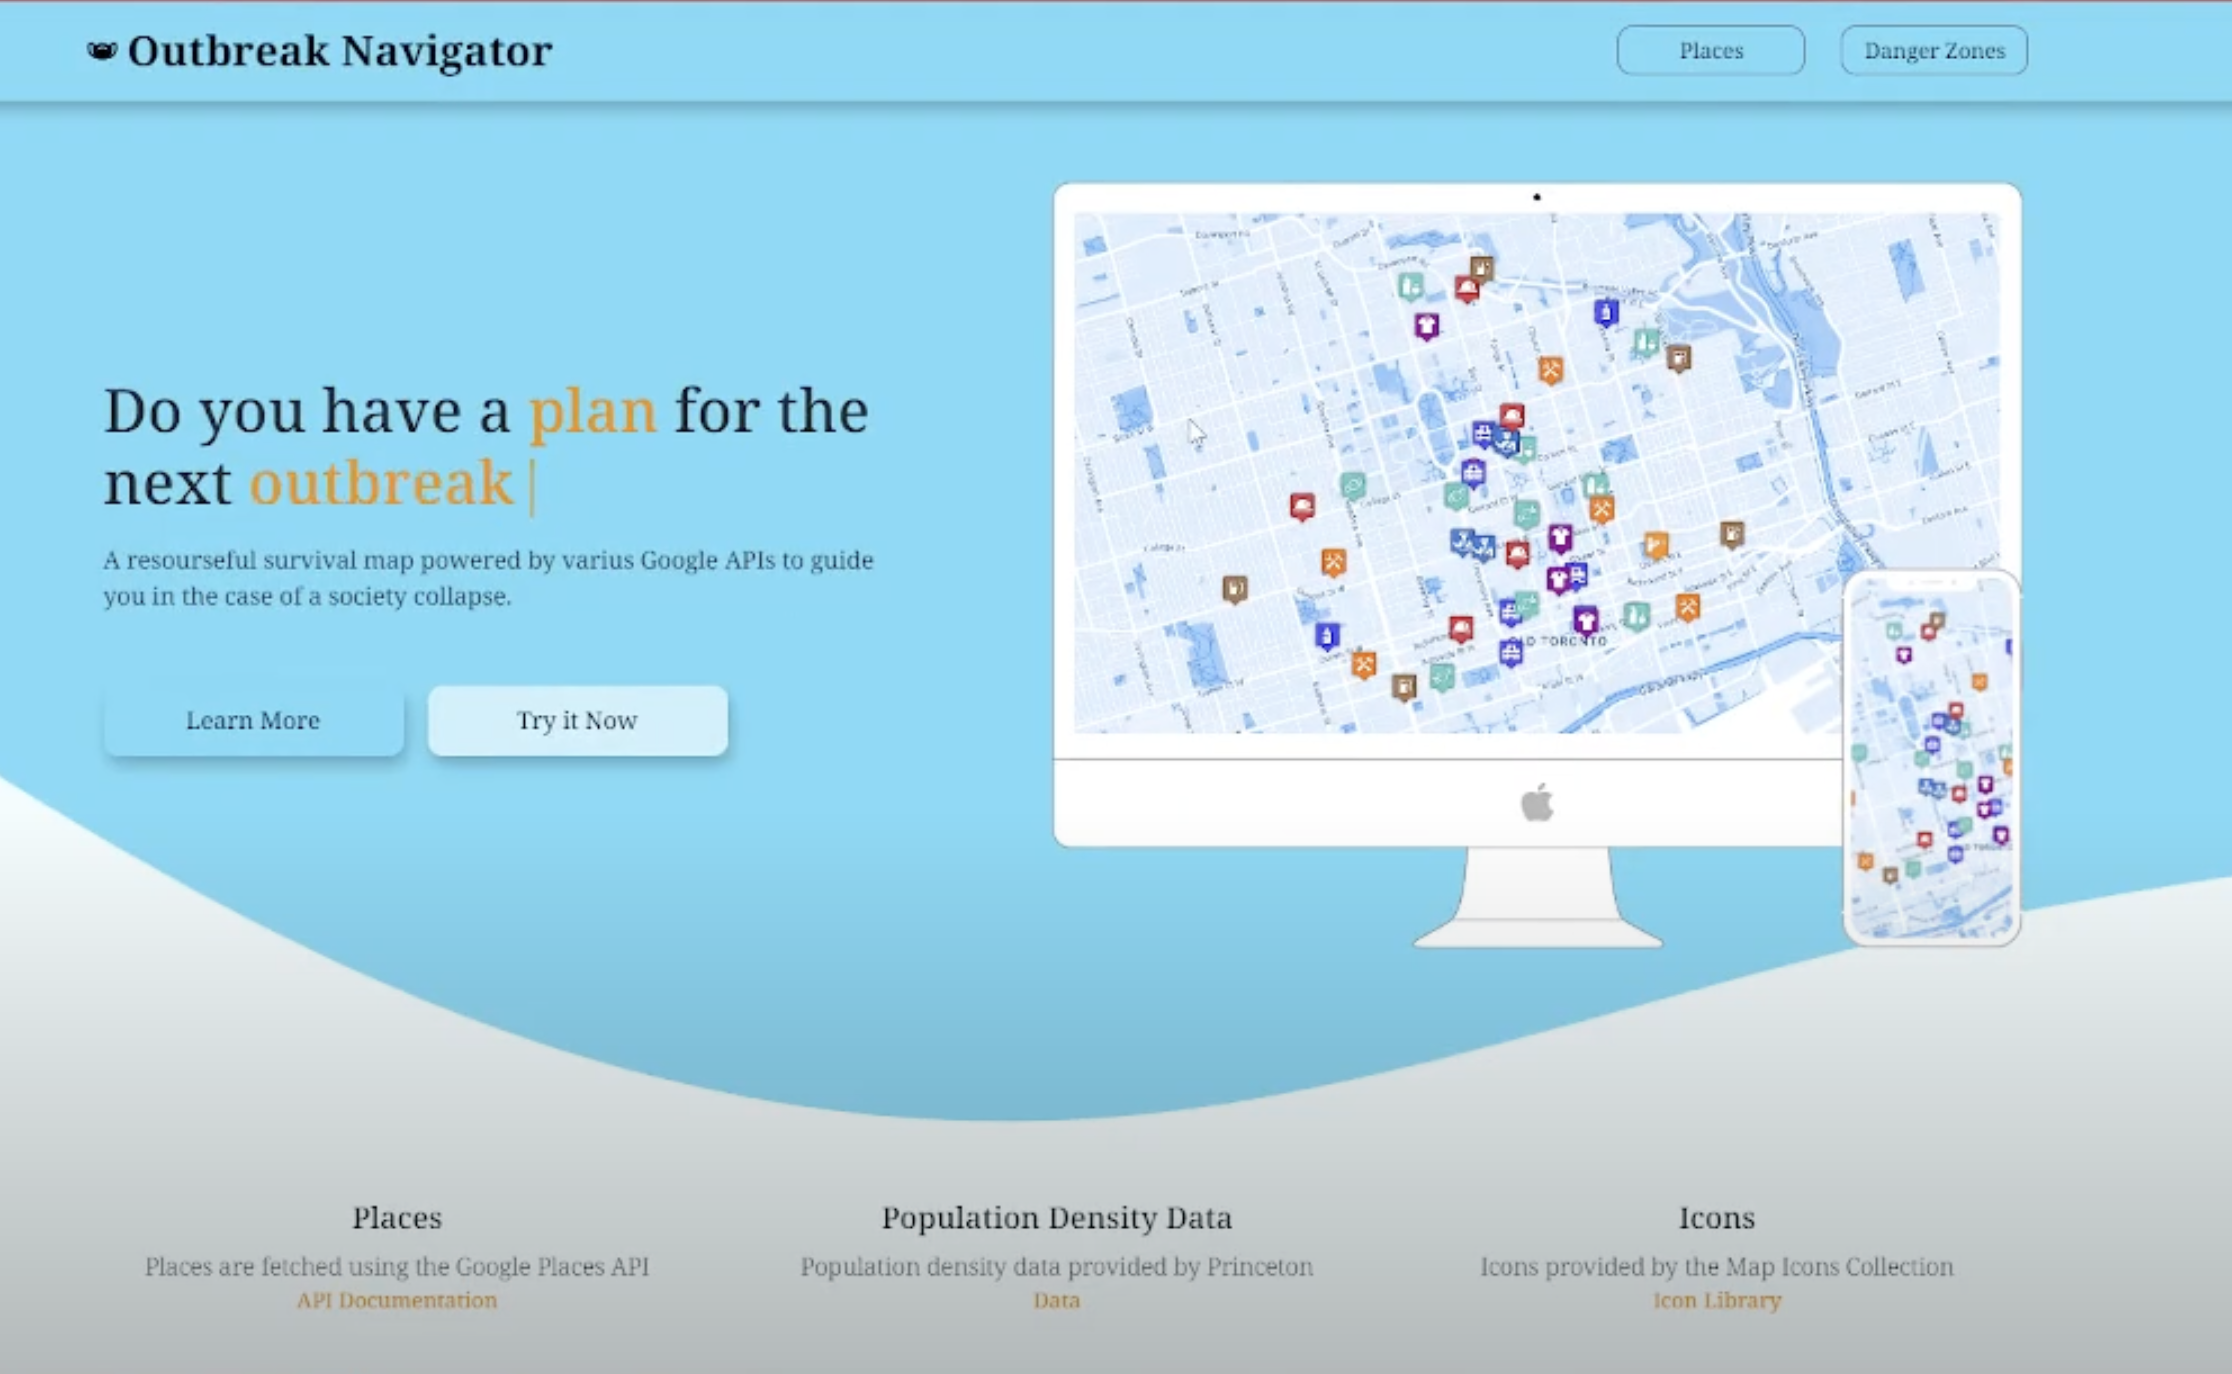 Outbreak Navigator
Places
Danger Zones
Do you have a plan for the
next outbreak
A resourseful survival map powered by varius Google APIs to guide
you in the case of a society collapse.
Learn More
Try it Now
OLD TORONTO
Places
Places are fetched using the Google Places API
API Documentation
Population Density Data
Population density data provided by Princeton
Data
Icons
Icons provided by the Map Icons Collection
Icon Library